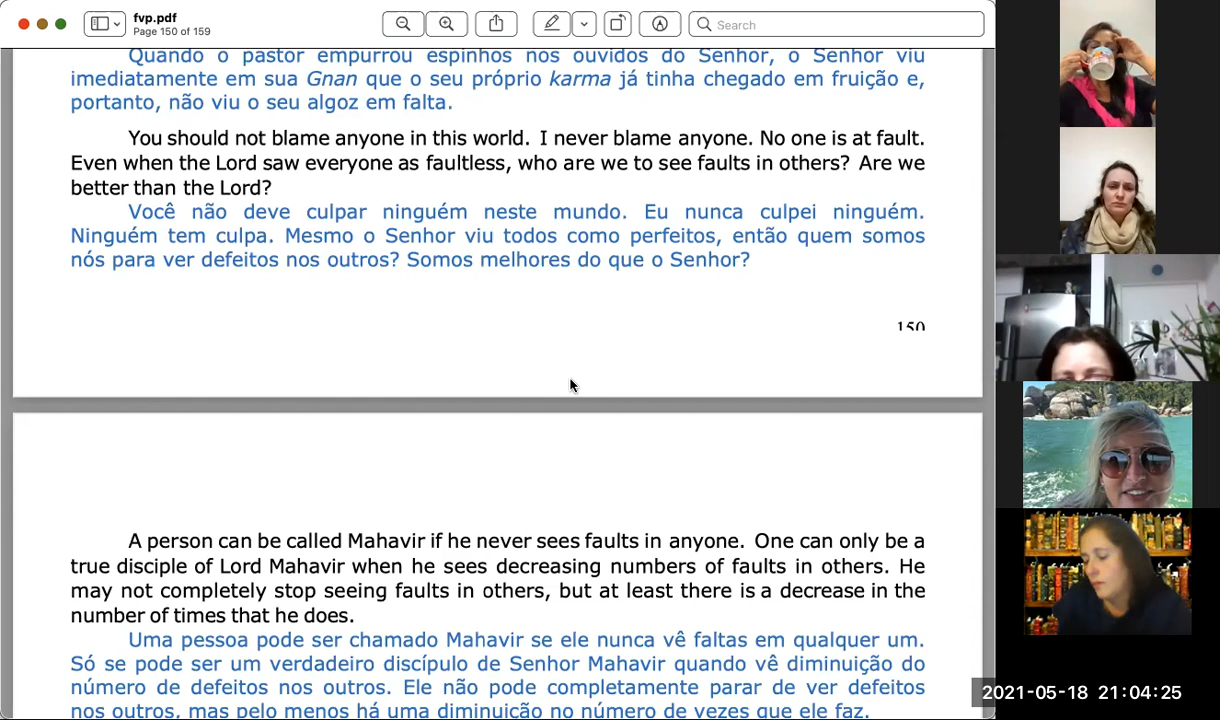 fvp.pdf
Page 150 of 159
Search
Quando o pastor empurrou espinhos nos ouvidos do Senhor, o Senhor viu
imediatamente em sua Gnan que o seu próprio karma já tinha chegado em fruição e,
portanto, não viu o seu algoz em falta.
You should not blame anyone in this world. I never blame anyone. No one is at fault.
Even when the Lord saw everyone as faultless, who are we to see faults in others? Are we
better than the Lord?
Você não deve culpar ninguém neste mundo. Eu nunca culpei ninguém.
Ninguém tem culpa. Mesmo o Senhor viu todos como perfeitos, então quem somos
nós para ver defeitos nos outros? Somos melhores do que o Senhor?
150
A person can be called Mahavir if he never sees faults in anyone. One can only be a
true disciple of Lord Mahavir when he sees decreasing numbers of faults in others. He
may not completely stop seeing faults in others, but at least there is a decrease in the
number of times that he does.
Uma pessoa pode ser chamado Mahavir se ele nunca vê faltas em qualquer um.
Só se pode ser um verdadeiro discípulo de Senhor Mahavir quando vê diminuição do
número de defeitos nos outros. Ele não pode completamente parar de ver defeitos
nos outros, mas pelo menos há uma diminuição no número de vezes que ele faz.
2021-05-18 21:04:25